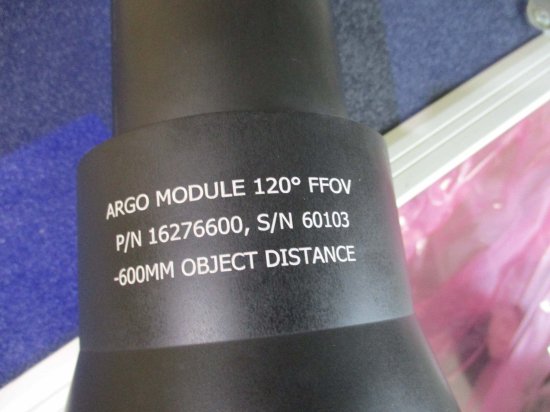 ARGO MODULE 120° FFOV
P/N 16276600, S/N 60103
-600MM OBJECT DISTANCE